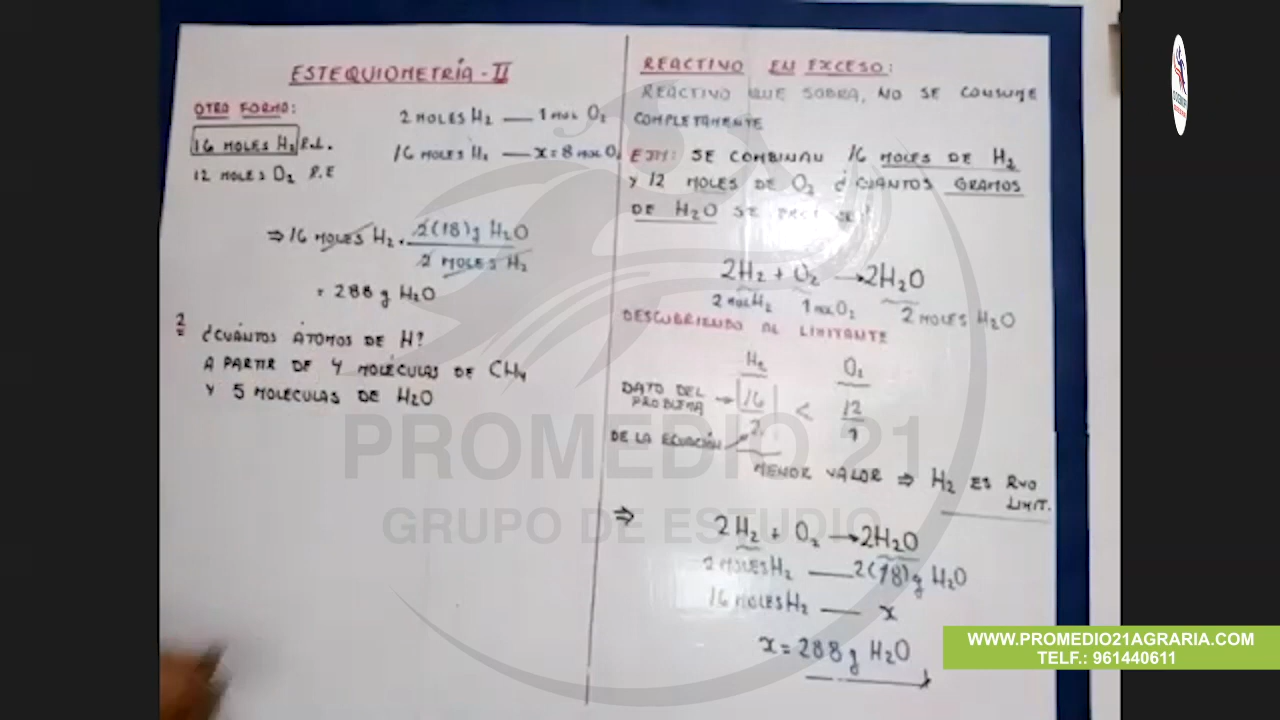 ESTEQUIOMETRÍA - II
OTRA FORMA:
2 MOLES H₂ — 1 MOL O₂
16 MOLES H₂ R.L.
16 MOLES H₂ — x = 8 MOL O₂
12 MOLES O₂ R.E
⇒ 16 MOLES H₂ . 2(18)g H₂O
2 MOLES H₂
= 288 g H₂O
2
¿CUÁNTOS ÁTOMOS DE H?
A PARTIR DE 4 MOLÉCULAS DE CH₄
Y 5 MOLECULAS DE H₂O
REACTIVO EN EXCESO:
REACTIVO QUE SOBRA, NO SE CONSUME
COMPLETAMENTE
EJM: SE COMBINAN 16 MOLES DE H₂
Y 12 MOLES DE O₂ ¿CUANTOS GRAMOS
DE H₂O SE
2H₂ + O₂ → 2H₂O
2 MOL H₂ 1 MOL O₂ 2 MOLES H₂O
DESCUBRIENDO AL LIMITANTE
H₂ O₂
DATO DEL
PROBLEMA → 16 < 12
DE LA ECUACIÓN 2 1
MENOR VALOR ⇒ H₂ ES RVO
LIMIT.
⇒ 2H₂ + O₂ → 2H₂O
2 MOLES H₂ — 2(18)g H₂O
16 MOLES H₂ — x
x = 288 g H₂O
PROMEDIO 21
GRUPO DE ESTUDIO
WWW.PROMEDIO21AGRARIA.COM
TELF.: 961440611